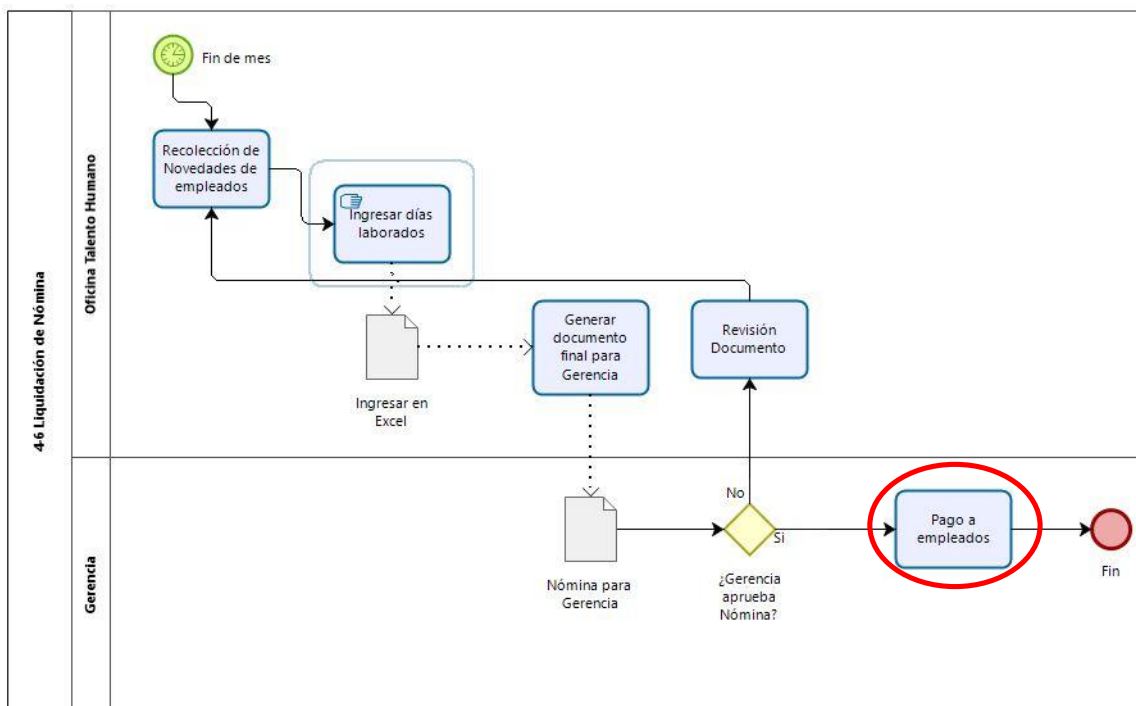 4-6 Liquidación de Nómina
Oficina Talento Humano
Fin de mes
Recolección de
Novedades de
empleados
Ingresar días
laborados
Ingresar en
Excel
Generar
documento
final para
Gerencia
Revisión
Documento
Gerencia
Nómina para
Gerencia
No
Si
¿Gerencia
aprueba
Nómina?
Pago a
empleados
Fin